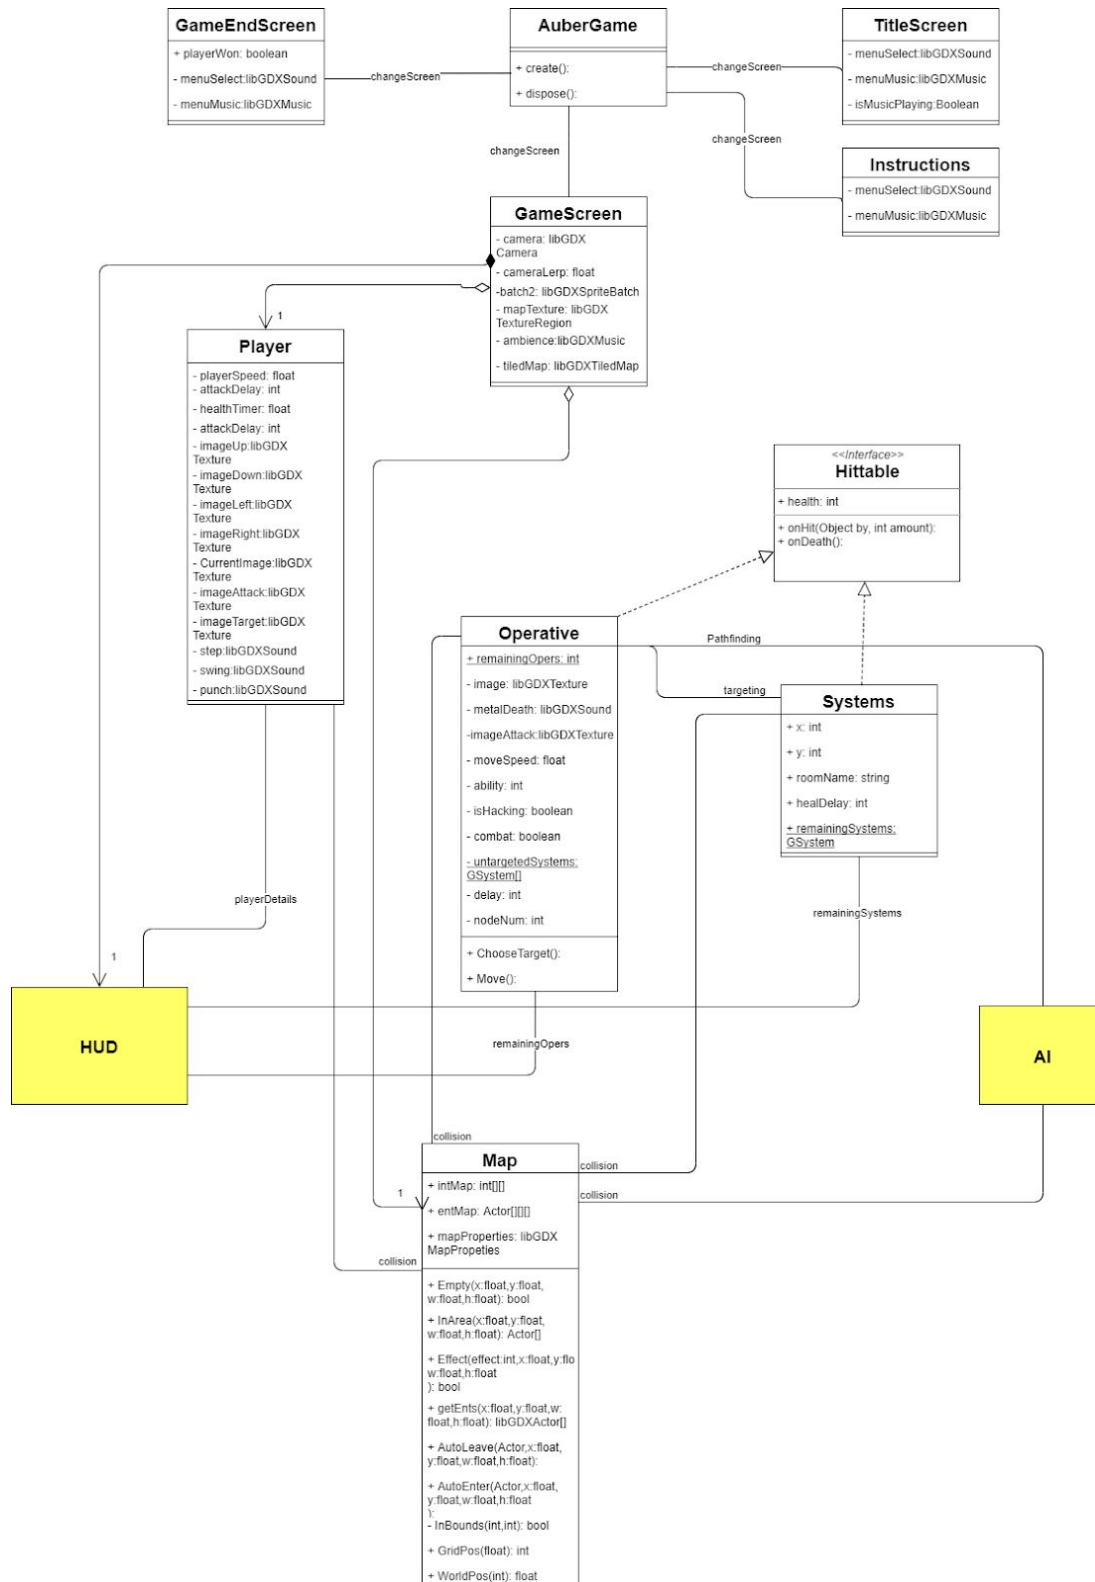 GameEndScreen
+ playerWon: boolean
- menuSelect:libGDXSound
- menuMusic:libGDXMusic
changeScreen
AuberGame
+ create():
+ dispose():
changeScreen
changeScreen
changeScreen
TitleScreen
- menuSelect:libGDXSound
- menuMusic:libGDXMusic
- isMusicPlaying:Boolean
Instructions
- menuSelect:libGDXSound
- menuMusic:libGDXMusic
GameScreen
- camera: libGDX
Camera
- cameraLerp: float
-batch2: libGDXSpriteBatch
- mapTexture: libGDX
TextureRegion
- ambience:libGDXMusic
- tiledMap: libGDXTiledMap
1
Player
- playerSpeed: float
- attackDelay: int
- healthTimer: float
- attackDelay: int
- imageUp:libGDX
Texture
- imageDown:libGDX
Texture
- imageLeft:libGDX
Texture
- imageRight:libGDX
Texture
- CurrentImage:libGDX
Texture
- imageAttack:libGDX
Texture
- imageTarget:libGDX
Texture
- step:libGDXSound
- swing:libGDXSound
- punch:libGDXSound
<<Interface>>
Hittable
+ health: int
+ onHit(Object by, int amount):
+ onDeath():
Operative
+ remainingOpers: int
- image: libGDXTexture
- metalDeath: libGDXSound
-imageAttack:libGDXTexture
- moveSpeed: float
- ability: int
- isHacking: boolean
- combat: boolean
- untargetedSystems:
GSystem[]
- delay: int
- nodeNum: int
+ ChooseTarget():
+ Move():
Pathfinding
targeting
Systems
+ x: int
+ y: int
+ roomName: string
+ healDelay: int
+ remainingSystems:
GSystem
playerDetails
remainingSystems
1
HUD
remainingOpers
AI
collision
collision
collision
1
collision
Map
+ intMap: int[][]
+ entMap: Actor[][][]
+ mapProperties: libGDX
MapPropeties
+ Empty(x:float,y:float,
w:float,h:float): bool
+ InArea(x:float,y:float,
w:float,h:float): Actor[]
+ Effect(effect:int,x:float,y:flo
w:float,h:float
): bool
+ getEnts(x:float,y:float,w:
float,h:float): libGDXActor[]
+ AutoLeave(Actor,x:float,
y:float,w:float,h:float):
+ AutoEnter(Actor,x:float,
y:float,w:float,h:float
):
- InBounds(int,int): bool
+ GridPos(float): int
+ WorldPos(int): float